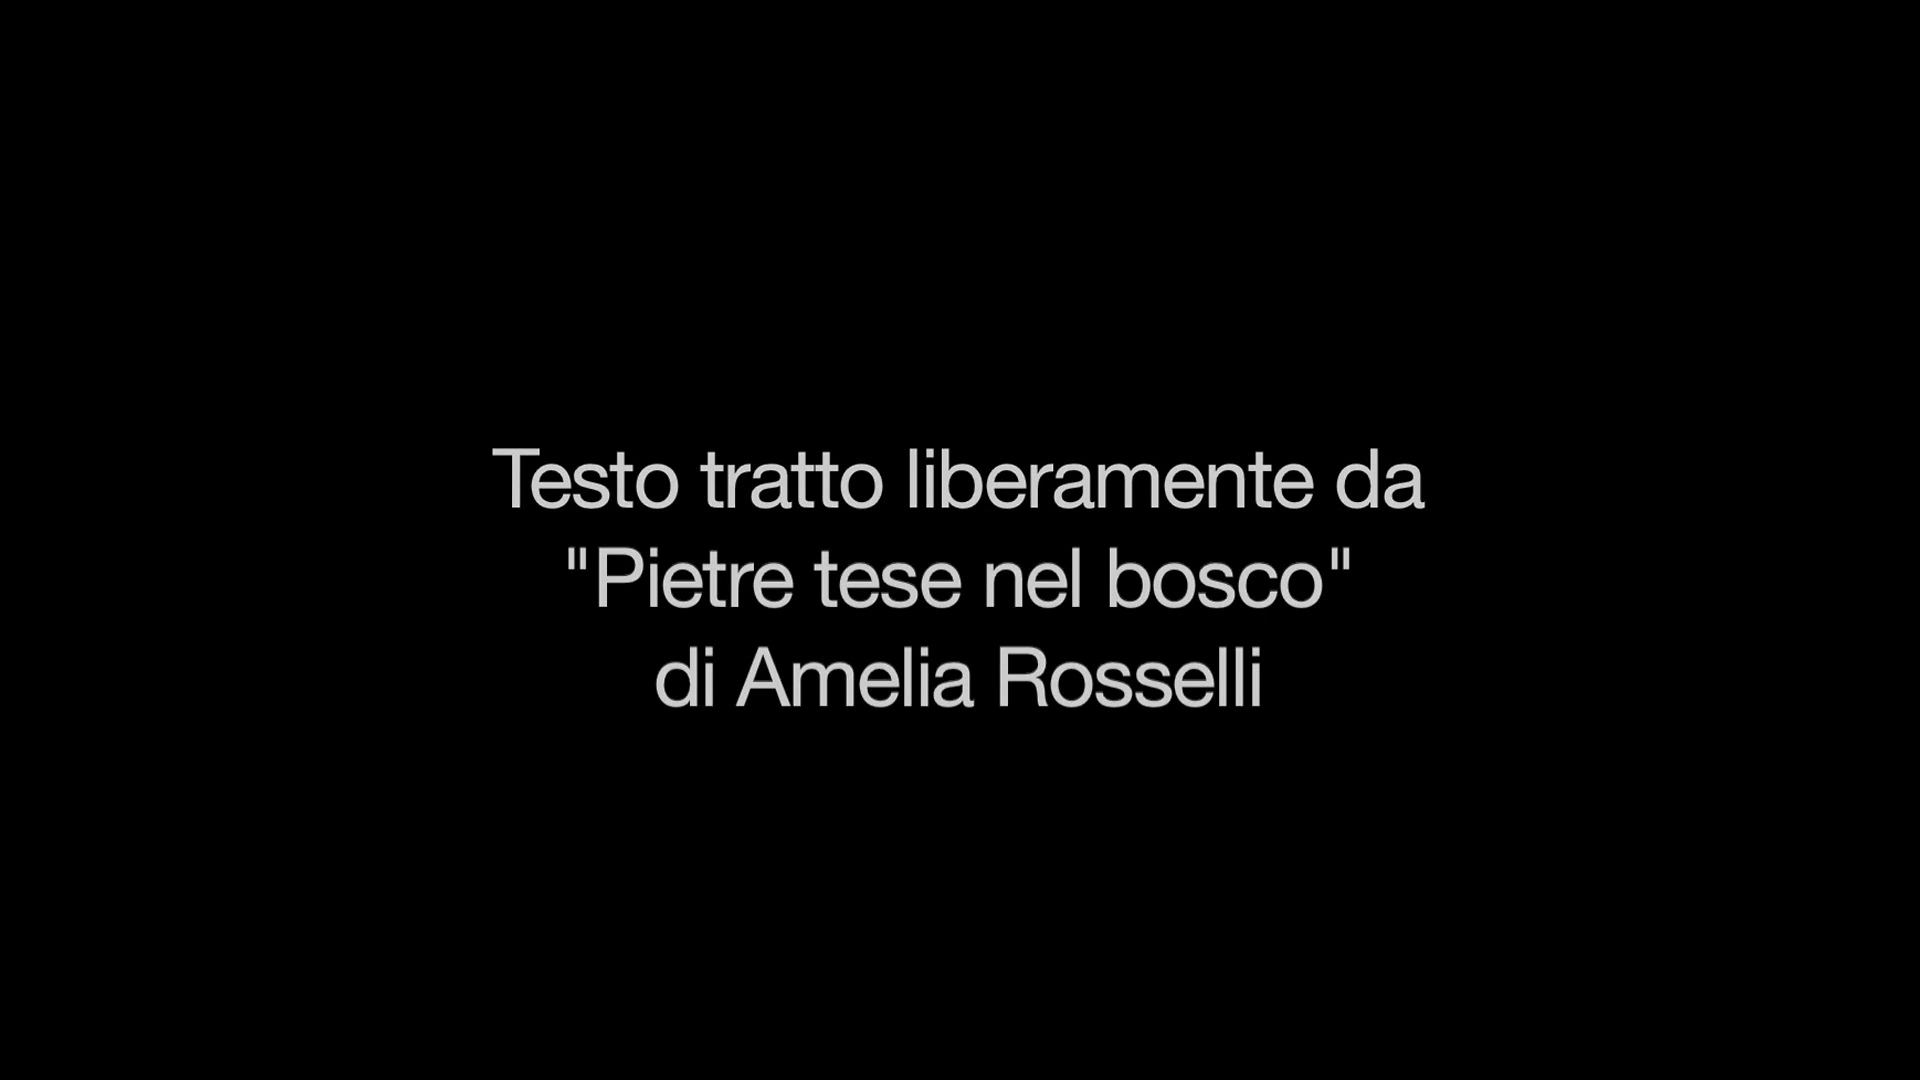 Testo tratto liberamente da
"Pietre tese nel bosco"
di Amelia Rosselli